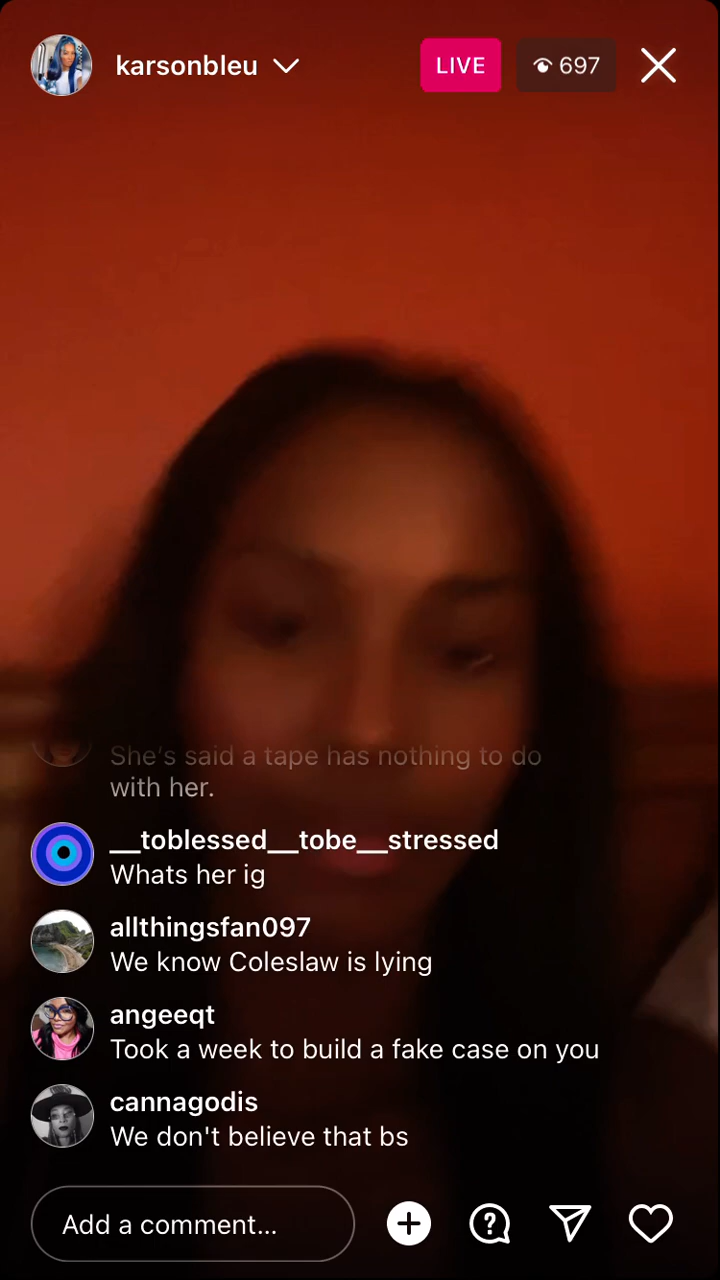 karsonbleu
LIVE
697
She's said a tape has nothing to do
with her.
__toblessed__tobe__stressed
Whats her ig
allthingsfan097
We know Coleslaw is lying
angeeqt
Took a week to build a fake case on you
cannagodis
We don't believe that bs
Add a comment...